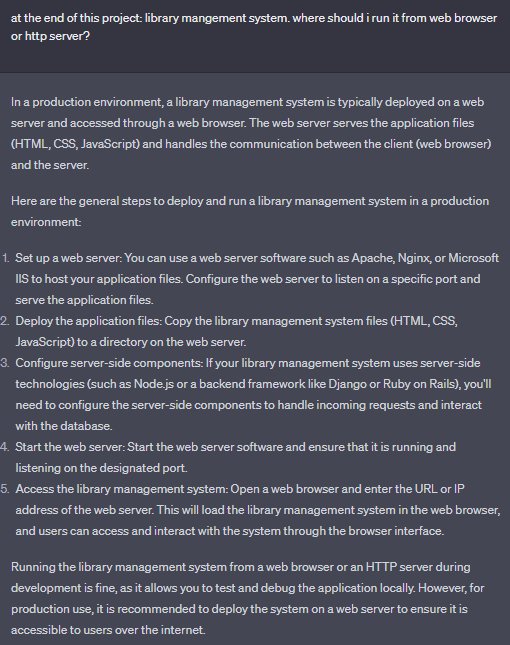 at the end of this project: library mangement system. where should i run it from web browser
or http server?
In a production environment, a library management system is typically deployed on a web
server and accessed through a web browser. The web server serves the application files
(HTML, CSS, JavaScript) and handles the communication between the client (web browser)
and the server.
Here are the general steps to deploy and run a library management system in a production
environment:
1. Set up a web server: You can use a web server software such as Apache, Nginx, or Microsoft
IIS to host your application files. Configure the web server to listen on a specific port and
serve the application files.
2. Deploy the application files: Copy the library management system files (HTML, CSS,
JavaScript) to a directory on the web server.
3. Configure server-side components: If your library management system uses server-side
technologies (such as Node.js or a backend framework like Django or Ruby on Rails), you'll
need to configure the server-side components to handle incoming requests and interact
with the database.
4. Start the web server: Start the web server software and ensure that it is running and
listening on the designated port.
5. Access the library management system: Open a web browser and enter the URL or IP
address of the web server. This will load the library management system in the web browser,
and users can access and interact with the system through the browser interface.
Running the library management system from a web browser or an HTTP server during
development is fine, as it allows you to test and debug the application locally. However, for
production use, it is recommended to deploy the system on a web server to ensure it is
accessible to users over the internet.